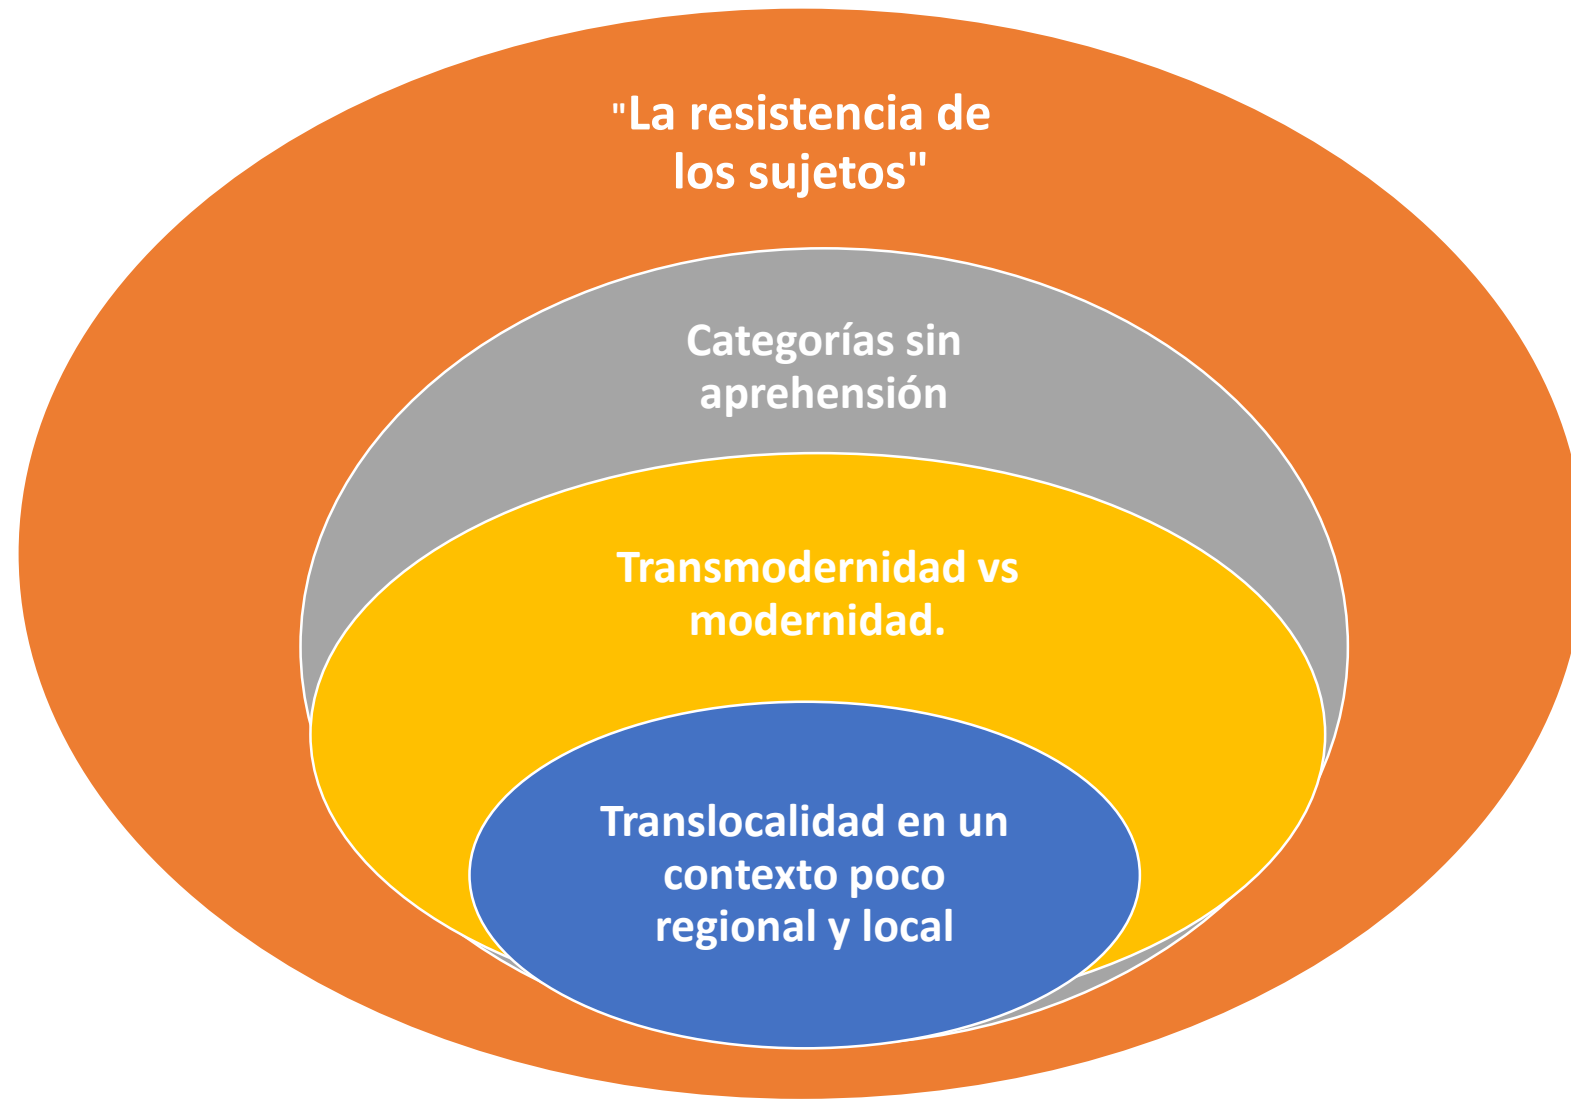 "La resistencia de
los sujetos"
Categorías sin
aprehensión
Transmodernidad vs
modernidad.
Translocalidad en un
contexto poco
regional y local